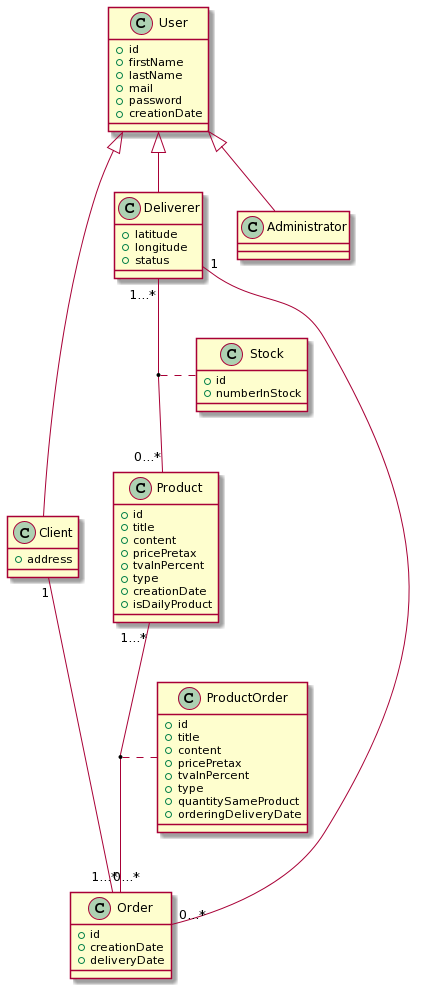 C User
id
firstName
lastName
mail
password
creationDate
C Deliverer
latitude
longitude
status
C Administrator
1
1...*
C Stock
id
numberInStock
0...*
C Product
id
title
content
pricePretax
tvaInPercent
type
creationDate
isDailyProduct
C Client
address
1
1...*
C ProductOrder
id
title
content
pricePretax
tvaInPercent
type
quantitySameProduct
orderingDeliveryDate
1...*
0...*
0...*
C Order
id
creationDate
deliveryDate